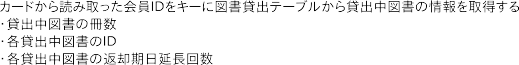 カードから読み取った会員IDをキーに図書貸出テーブルから貸出中図書の情報を取得する
・貸出中図書の冊数
・各貸出中図書のID
・各貸出中図書の返却期日延長回数